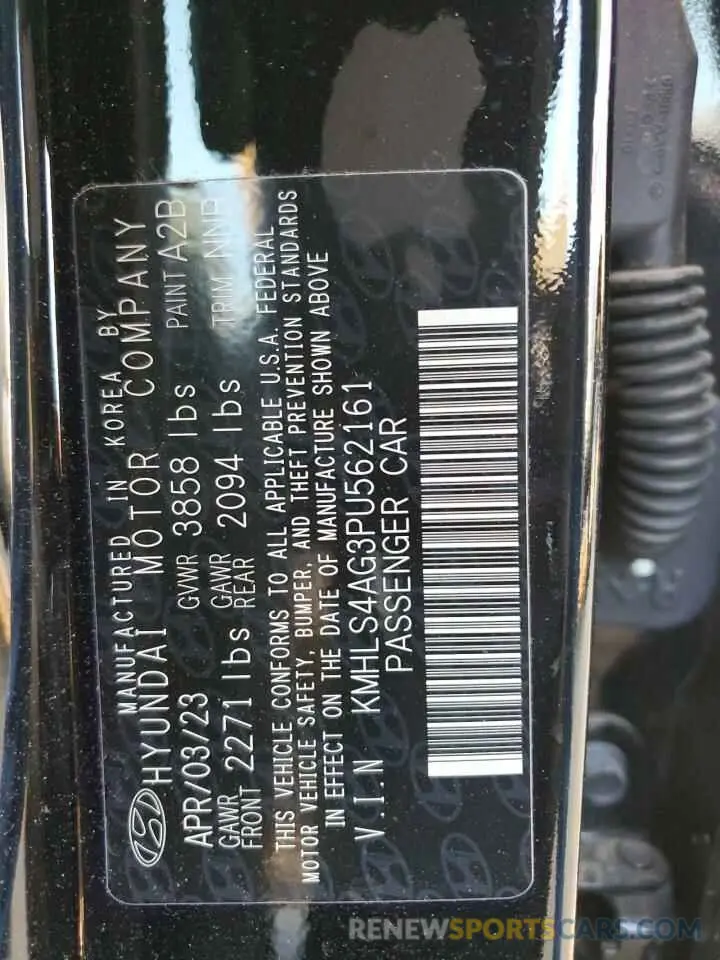 MANUFACTURED IN KOREA BY
HYUNDAI MOTOR COMPANY
APR/03/23 GVWR 3858 lbs PAINT A2B
GAWR FRONT 2271 lbs GAWR REAR 2094 lbs TRIM NNB
THIS VEHICLE CONFORMS TO ALL APPLICABLE U.S.A. FEDERAL
MOTOR VEHICLE SAFETY, BUMPER, AND THEFT PREVENTION STANDARDS
IN EFFECT ON THE DATE OF MANUFACTURE SHOWN ABOVE
V.I.N KMHLS4AG3PU562161
PASSENGER CAR
RENEWSPORTSCARS.COM